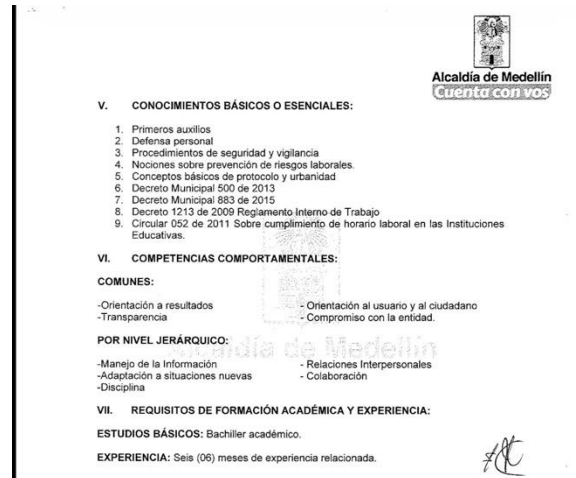 Alcaldía de Medellín
Cuenta con vos
V. CONOCIMIENTOS BÁSICOS O ESENCIALES:
1. Primeros auxilios
2. Defensa personal
3. Procedimientos de seguridad y vigilancia
4. Nociones sobre prevención de riesgos laborales.
5. Conceptos básicos de protocolo y urbanidad
6. Decreto Municipal 500 de 2013
7. Decreto Municipal 883 de 2015
8. Decreto 1213 de 2009 Reglamento Interno de Trabajo
9. Circular 052 de 2011 Sobre cumplimiento de horario laboral en las Instituciones
Educativas.
VI. COMPETENCIAS COMPORTAMENTALES:
COMUNES:
-Orientación a resultados - Orientación al usuario y al ciudadano
-Transparencia - Compromiso con la entidad.
POR NIVEL JERÁRQUICO:
Alcaldía de Medellín
-Manejo de la Información - Relaciones Interpersonales
-Adaptación a situaciones nuevas - Colaboración
-Disciplina
VII. REQUISITOS DE FORMACIÓN ACADÉMICA Y EXPERIENCIA:
ESTUDIOS BÁSICOS: Bachiller académico.
EXPERIENCIA: Seis (06) meses de experiencia relacionada.